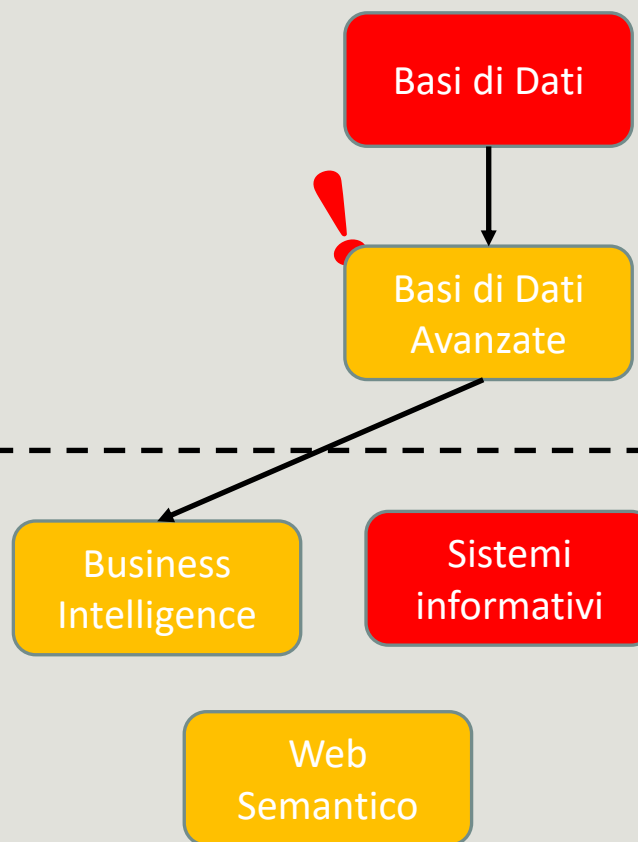 Basi di Dati
Basi di Dati
Avanzate
Business
Intelligence
Sistemi
informativi
Web
Semantico